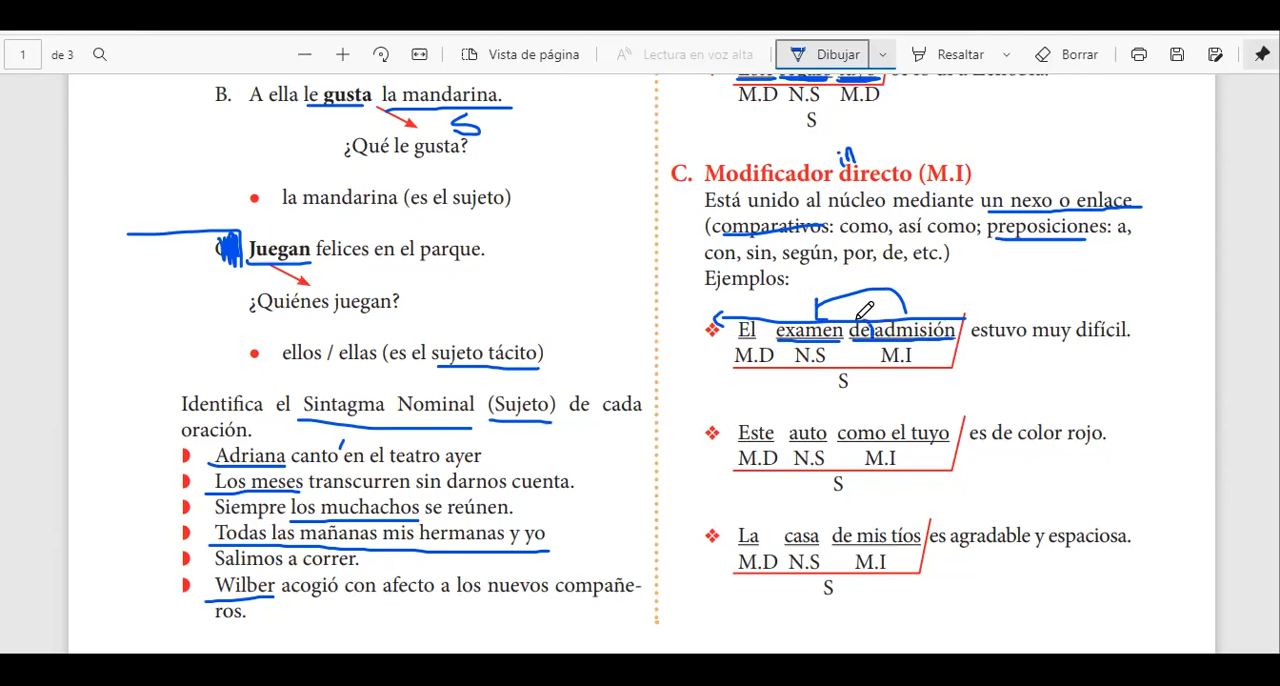 1 de 3 Vista de página Lectura en voz alta Dibujar Resaltar Borrar
B. A ella le gusta la mandarina.
S
¿Qué le gusta?
la mandarina (es el sujeto)
Juegan felices en el parque.
¿Quiénes juegan?
ellos / ellas (es el sujeto tácito)
Identifica el Sintagma Nominal (Sujeto) de cada
oración.
Adriana canto en el teatro ayer
Los meses transcurren sin darnos cuenta.
Siempre los muchachos se reúnen.
Todas las mañanas mis hermanas y yo
Salimos a correr.
Wilber acogió con afecto a los nuevos compañe-
ros.
M.D N.S M.D
S
in
C. Modificador directo (M.I)
Está unido al núcleo mediante un nexo o enlace
(comparativos: como, así como; preposiciones: a,
con, sin, según, por, de, etc.)
Ejemplos:
El examen de admisión estuvo muy difícil.
M.D N.S M.I
S
Este auto como el tuyo es de color rojo.
M.D N.S M.I
S
La casa de mis tíos es agradable y espaciosa.
M.D N.S M.I
S